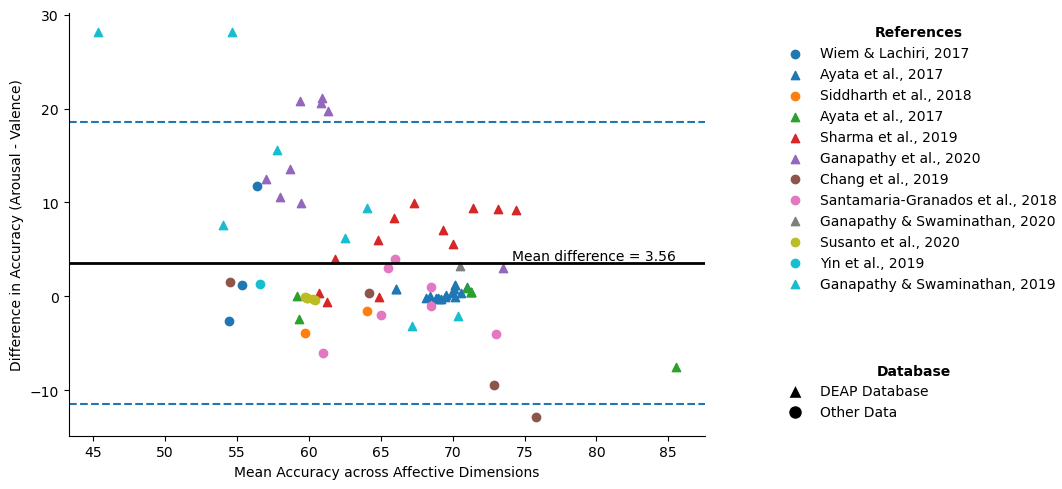 Difference in Accuracy (Arousal - Valence)
30
20
10
0
−10
Mean difference = 3.56
45 50 55 60 65 70 75 80 85
Mean Accuracy across Affective Dimensions
References
Wiem & Lachiri, 2017
Ayata et al., 2017
Siddharth et al., 2018
Ayata et al., 2017
Sharma et al., 2019
Ganapathy et al., 2020
Chang et al., 2019
Santamaria-Granados et al., 2018
Ganapathy & Swaminathan, 2020
Susanto et al., 2020
Yin et al., 2019
Ganapathy & Swaminathan, 2019
Database
DEAP Database
Other Data